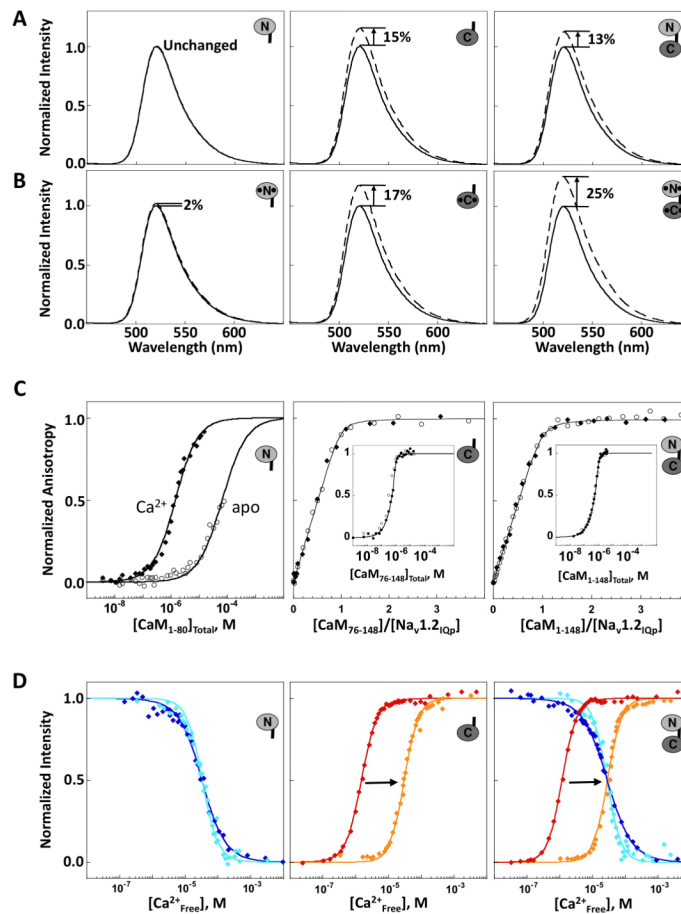 A
Normalized Intensity
1.0
0.5
0.0
Unchanged
N
15%
C
13%
N
C
B
Normalized Intensity
1.0
0.5
0.0
2%
•N•
17%
•C•
25%
•N•
•C•
500 550 600
500 550 600
500 550 600
Wavelength (nm)
Wavelength (nm)
Wavelength (nm)
C
Normalized Anisotropy
1.0
0.5
0.0
Ca²⁺
apo
N
10⁻⁸ 10⁻⁶ 10⁻⁴ 10⁻²
[CaM₁₋₈₀]Total, M
C
1
0.5
0
10⁻⁸ 10⁻⁶ 10⁻⁴
[CaM₇₆₋₁₄₈]Total, M
0 1 2 3
[CaM₇₆₋₁₄₈]/[Naᵥ1.2IQp]
N
C
1
0.5
0
10⁻⁸ 10⁻⁶ 10⁻⁴
[CaM₁₋₁₄₈]Total, M
0 1 2 3 4
[CaM₁₋₁₄₈]/[Naᵥ1.2IQp]
D
Normalized Intensity
1.0
0.5
0.0
N
C
N
C
10⁻⁷ 10⁻⁵ 10⁻³
10⁻⁷ 10⁻⁵ 10⁻³
10⁻⁷ 10⁻⁵ 10⁻³
[Ca²⁺Free], M
[Ca²⁺Free], M
[Ca²⁺Free], M